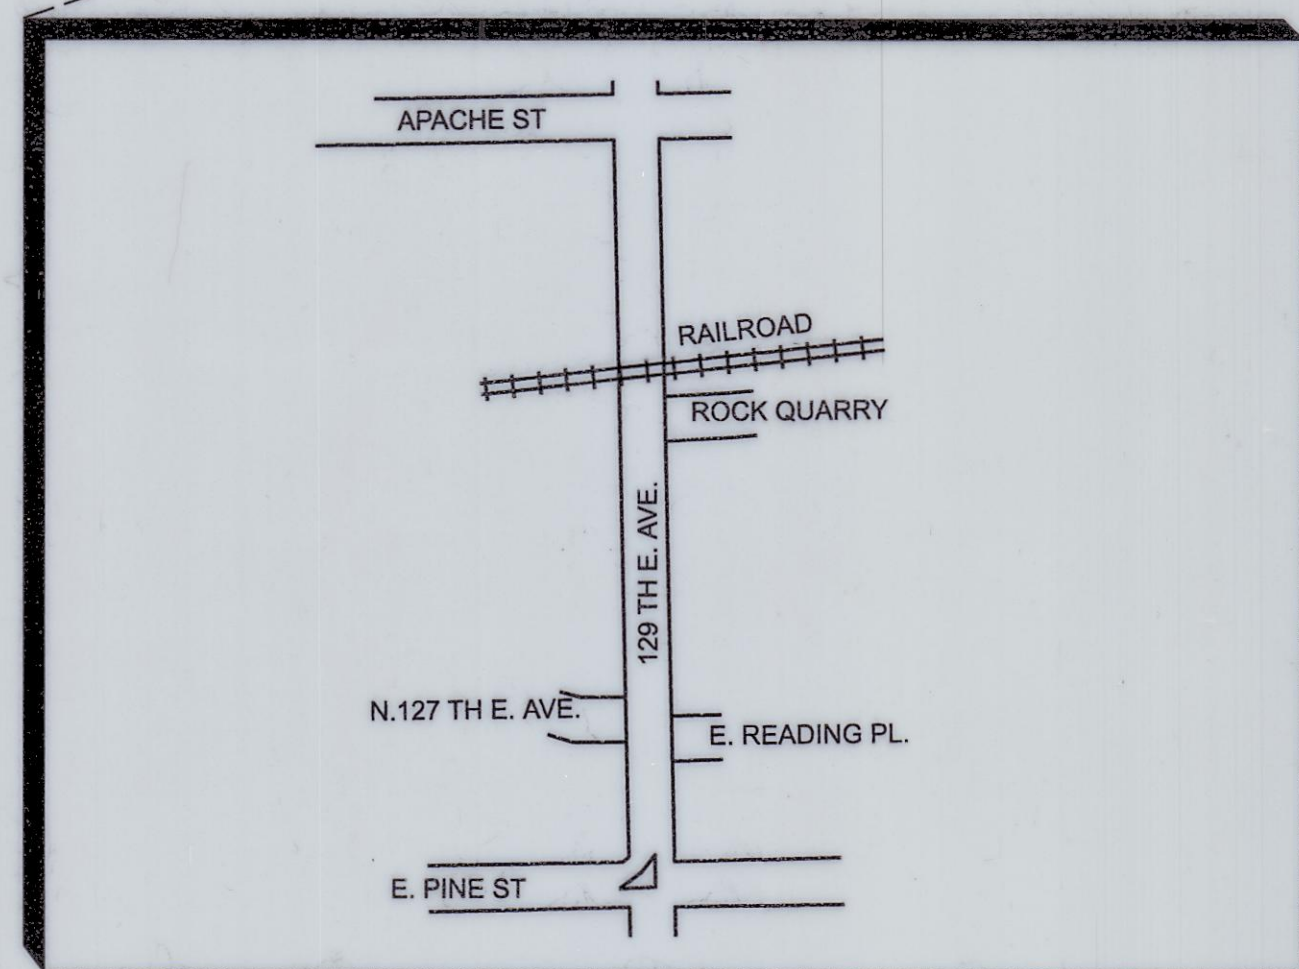 APACHE ST
RAILROAD
ROCK QUARRY
129 TH E. AVE.
N.127 TH E. AVE.
E. READING PL.
E. PINE ST